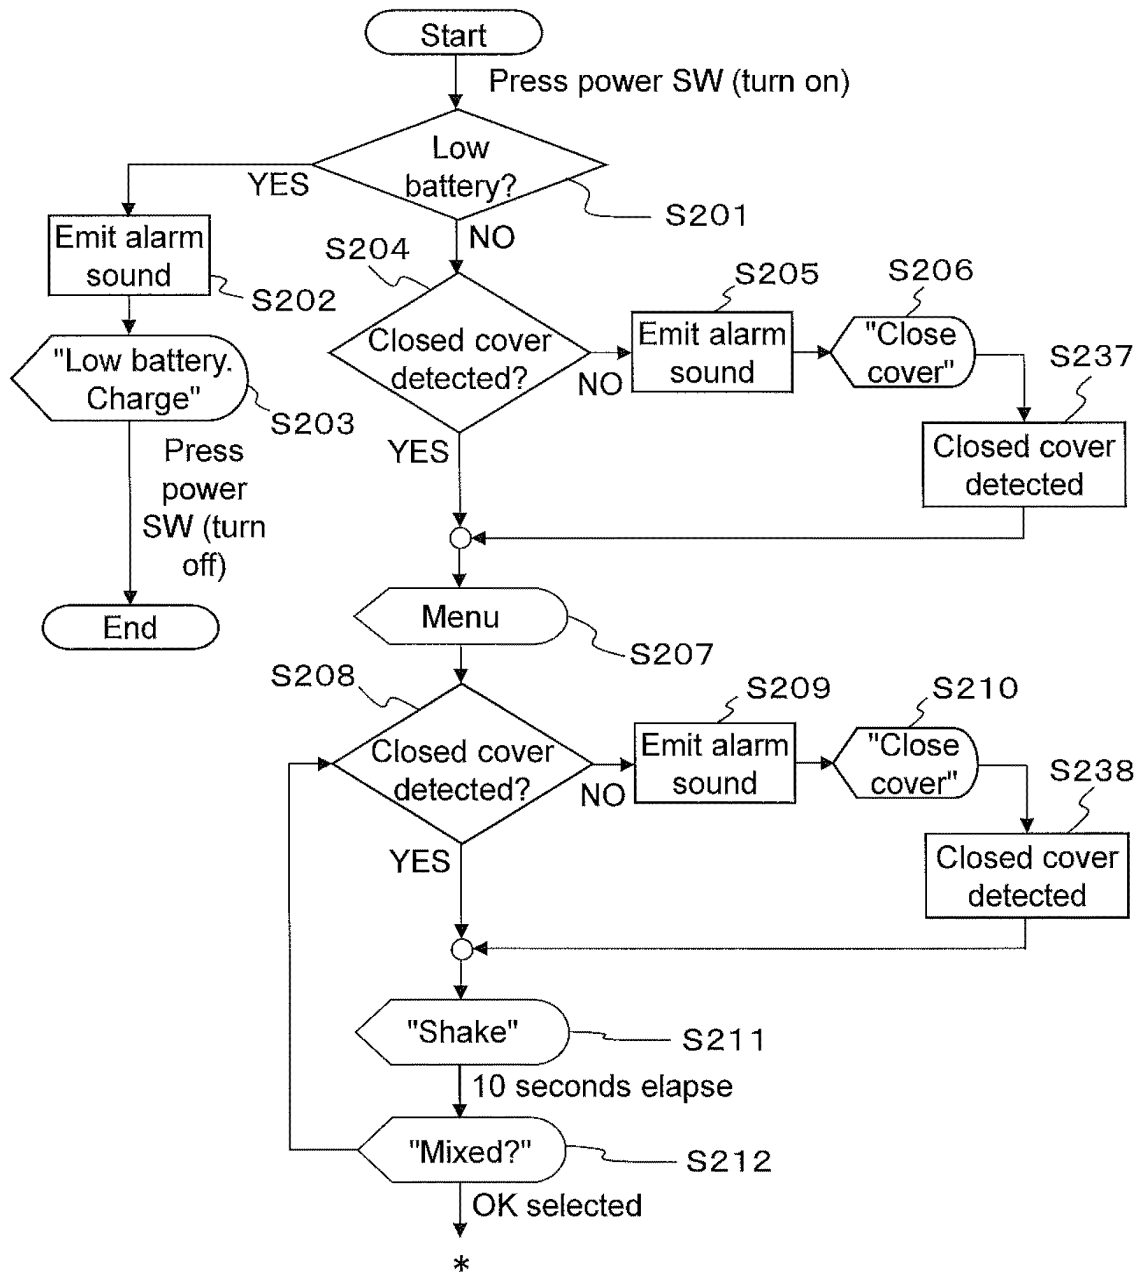 Start
Press power SW (turn on)
Low
battery?
YES
S201
NO
Emit alarm
sound
S202
"Low battery.
Charge"
S203
Press
power
SW (turn
off)
End
S204
Closed cover
detected?
NO
YES
S205
Emit alarm
sound
S206
"Close
cover"
S237
Closed cover
detected
Menu
S207
S208
Closed cover
detected?
NO
YES
S209
Emit alarm
sound
S210
"Close
cover"
S238
Closed cover
detected
"Shake"
S211
10 seconds elapse
"Mixed?"
S212
OK selected
*